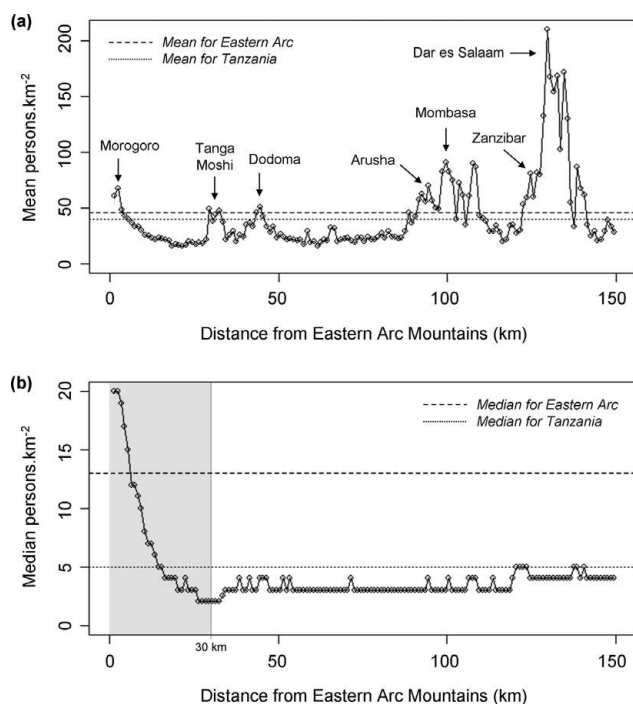 (a)
Mean persons.km-2
0
50
100
150
200
Mean for Eastern Arc
Mean for Tanzania
Dar es Salaam
Morogoro
Tanga
Moshi
Dodoma
Arusha
Mombasa
Zanzibar
0
50
100
150
Distance from Eastern Arc Mountains (km)
(b)
Median persons.km-2
0
5
10
15
20
Median for Eastern Arc
Median for Tanzania
0
30 km
50
100
150
Distance from Eastern Arc Mountains (km)